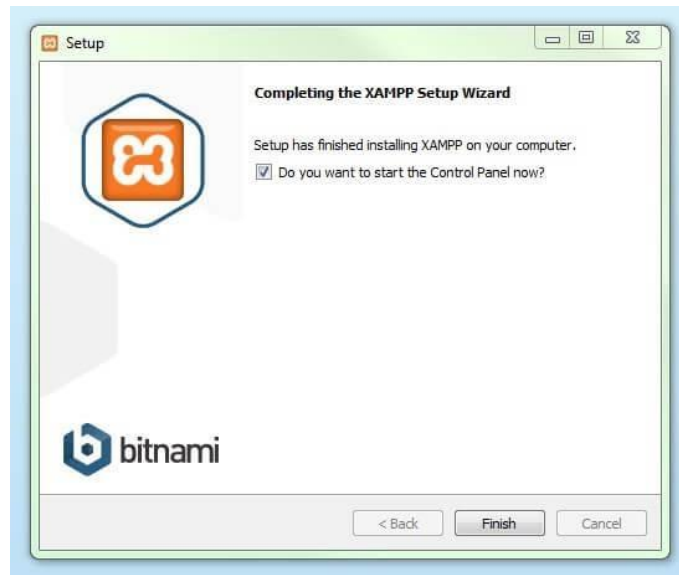 Setup
Completing the XAMPP Setup Wizard
Setup has finished installing XAMPP on your computer.
Do you want to start the Control Panel now?
bitnami
< Back
Finish
Cancel